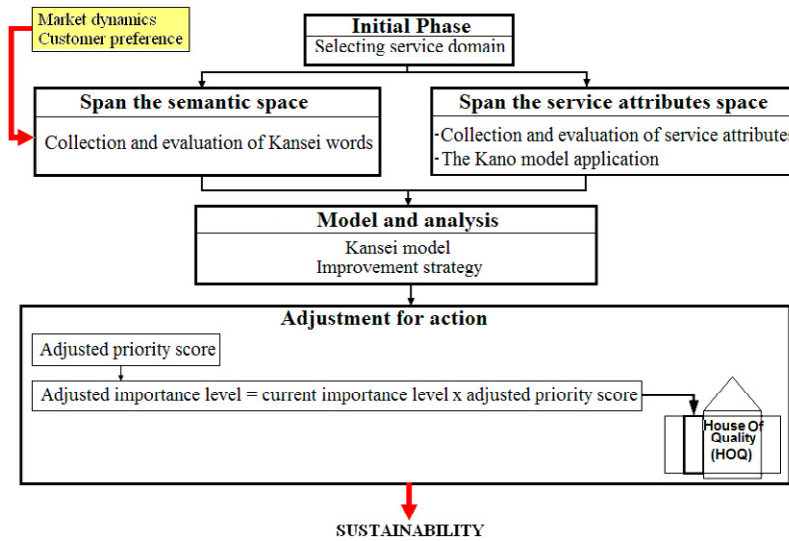 Market dynamics
Customer preference
Initial Phase
Selecting service domain
Span the semantic space
Collection and evaluation of Kansei words
Span the service attributes space
-Collection and evaluation of service attributes
-The Kano model application
Model and analysis
Kansei model
Improvement strategy
Adjustment for action
Adjusted priority score
Adjusted importance level = current importance level x adjusted priority score
House Of
Quality
(HOQ)
SUSTAINABILITY